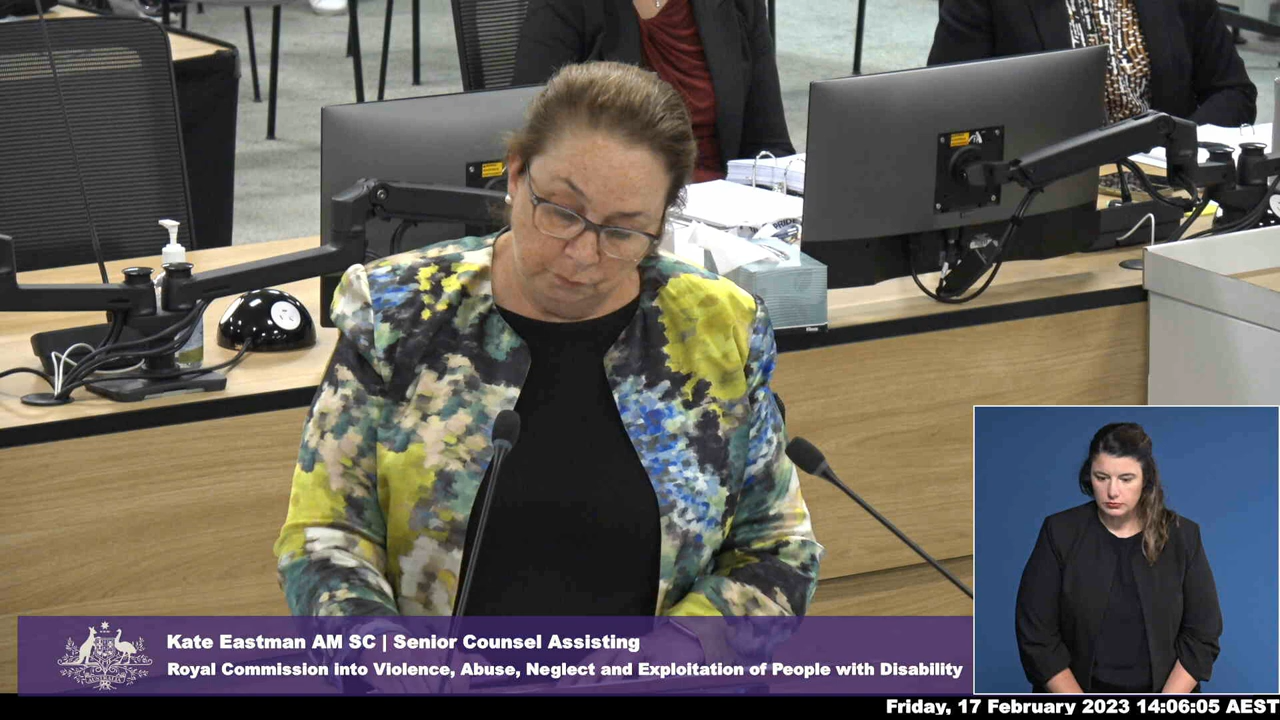 Kate Eastman AM SC | Senior Counsel Assisting
Royal Commission into Violence, Abuse, Neglect and Exploitation of People with Disability
Friday, 17 February 2023 14:06:05 AEST